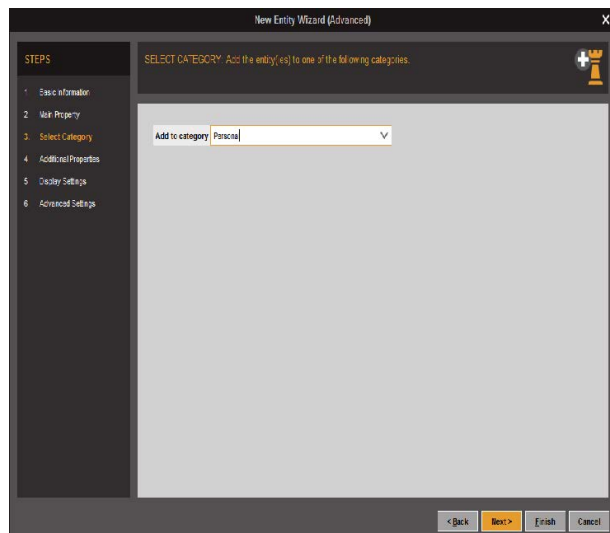 New Entity Wizard (Advanced)
X
STEPS
1 Basic Information
2 Main Property
3. Select Category
4 Additional Properties
5 Display Settings
6 Advanced Settings
SELECT CATEGORY: Add the entity(ies) to one of the following categories.
Add to category Personal
< Back Next > Finish Cancel